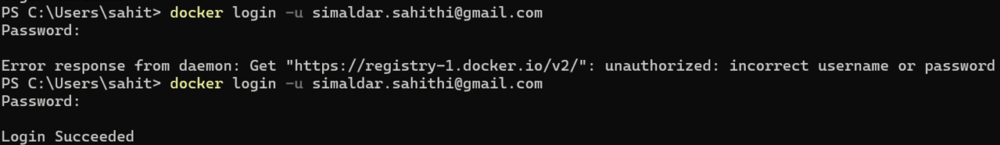 PS C:\Users\sahit> docker login -u simaldar.sahithi@gmail.com
Password:
Error response from daemon: Get "https://registry-1.docker.io/v2/": unauthorized: incorrect username or password
PS C:\Users\sahit> docker login -u simaldar.sahithi@gmail.com
Password:
Login Succeeded